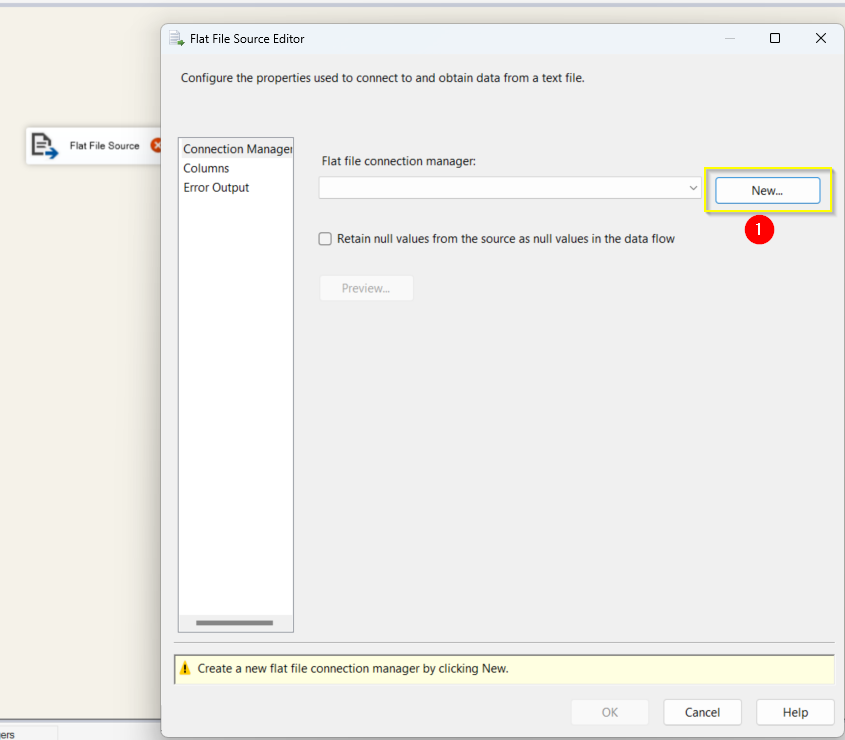 Flat File Source Editor
Configure the properties used to connect to and obtain data from a text file.
Flat File Source
Connection Manager
Columns
Error Output
Flat file connection manager:
New...
1
Retain null values from the source as null values in the data flow
Preview...
Create a new flat file connection manager by clicking New.
OK
Cancel
Help